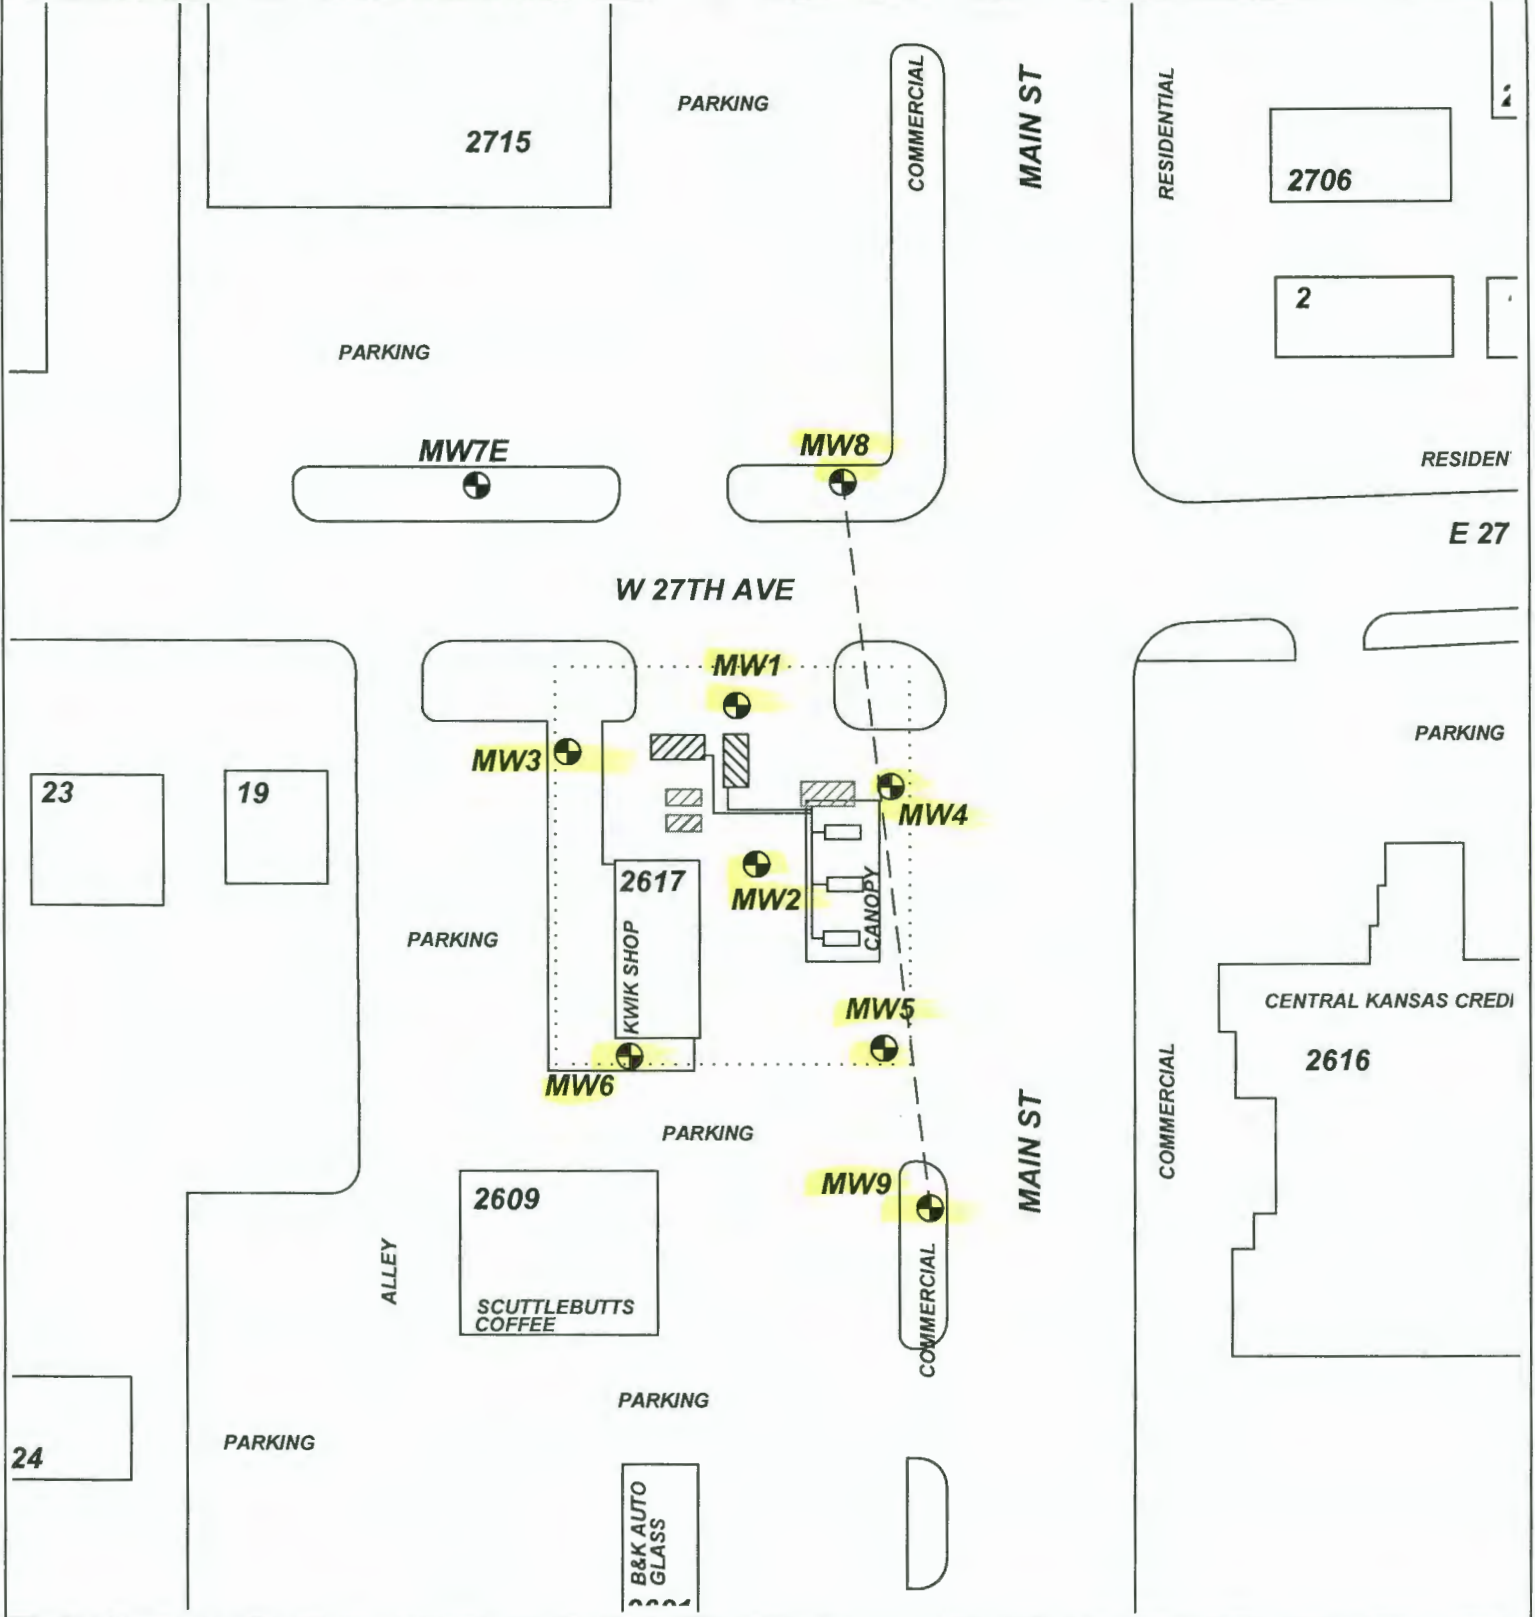 PARKING
COMMERCIAL
MAIN ST
RESIDENTIAL
2715
2706
2
PARKING
MW7E
MW8
RESIDEN
E 27
W 27TH AVE
MW1
MW3
PARKING
23
19
MW4
2617
MW2
CANOPY
KWIK SHOP
PARKING
MW5
CENTRAL KANSAS CREDI
2616
MW6
COMMERCIAL
MAIN ST
PARKING
MW9
2609
ALLEY
COMMERCIAL
SCUTTLEBUTTS
COFFEE
PARKING
PARKING
24
B&K AUTO
GLASS